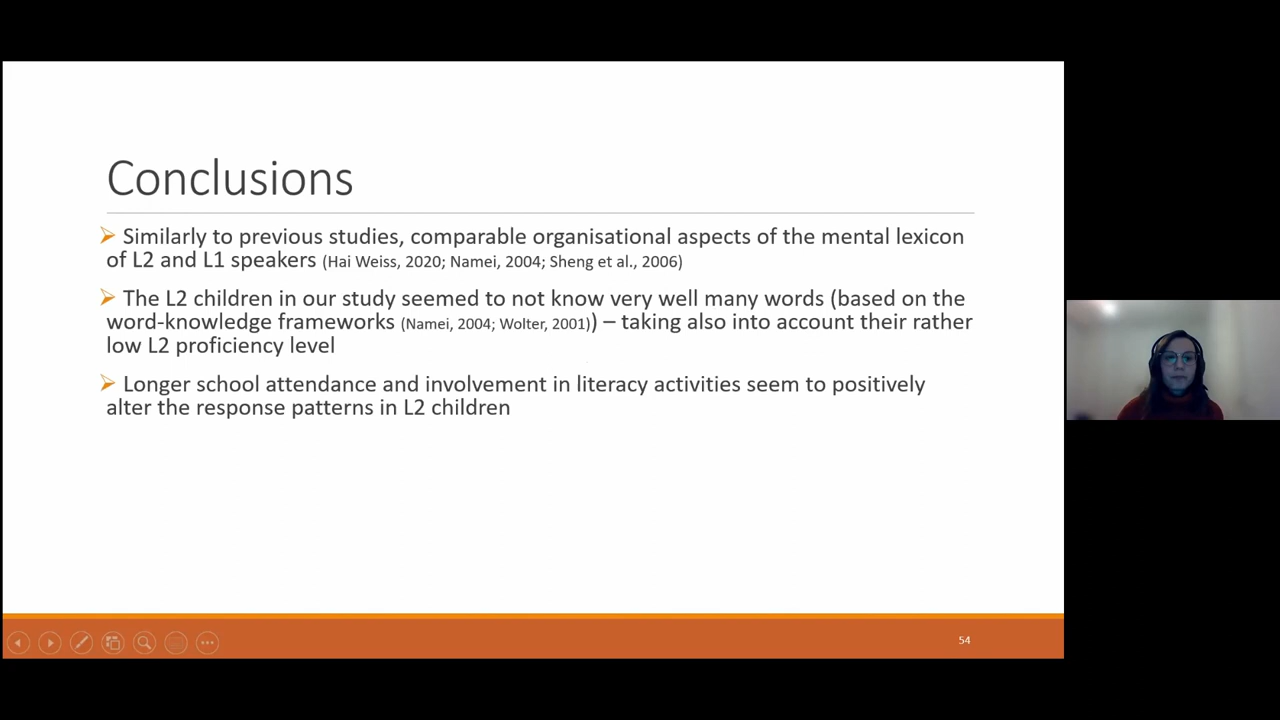 Conclusions
Similarly to previous studies, comparable organisational aspects of the mental lexicon
of L2 and L1 speakers (Hai Weiss, 2020; Namei, 2004; Sheng et al., 2006)
The L2 children in our study seemed to not know very well many words (based on the
word-knowledge frameworks (Namei, 2004; Wolter, 2001)) – taking also into account their rather
low L2 proficiency level
Longer school attendance and involvement in literacy activities seem to positively
alter the response patterns in L2 children
54